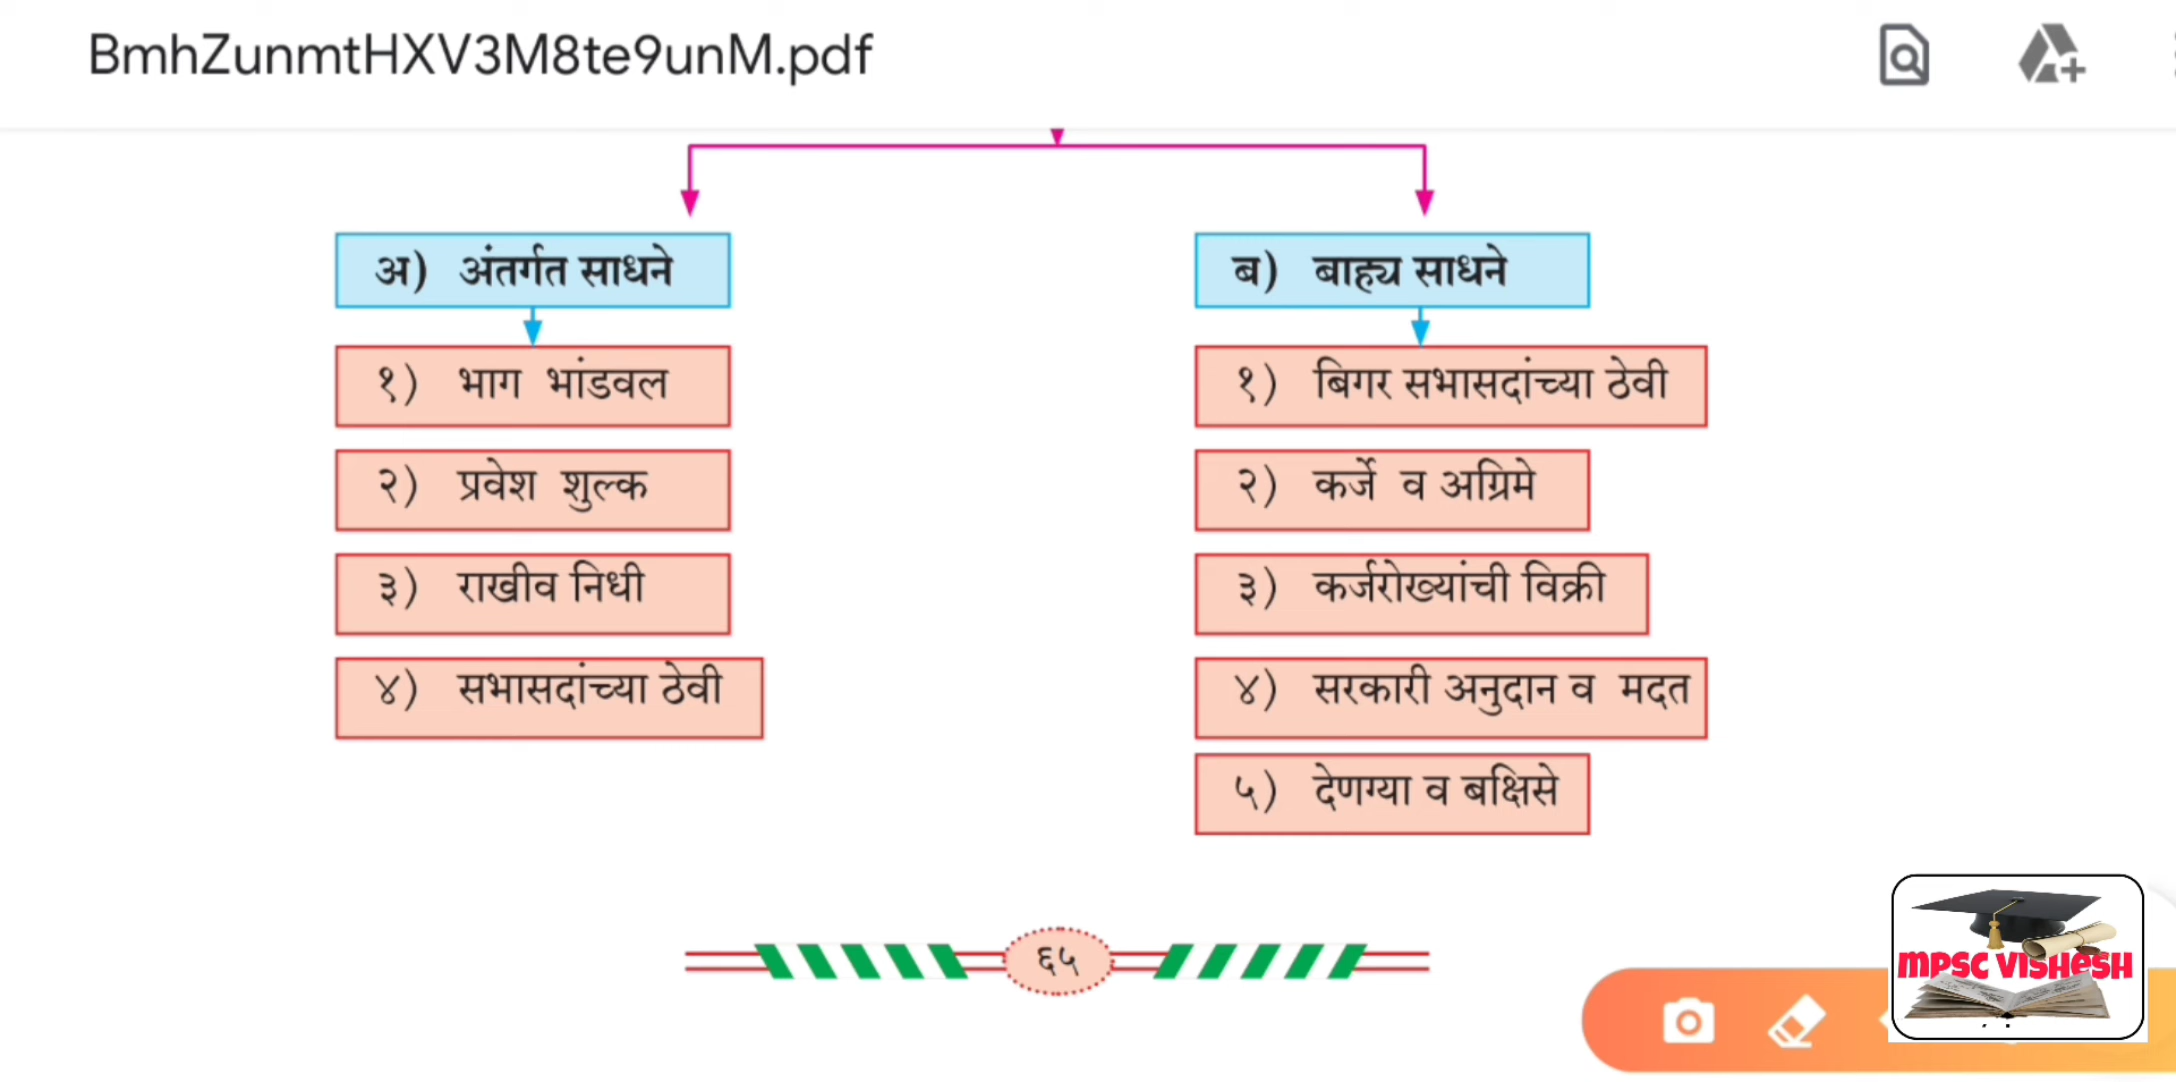 BmhZunmtHXV3M8te9unM.pdf
अ) अंतर्गत साधने
१) भाग भांडवल
२) प्रवेश शुल्क
३) राखीव निधी
४) सभासदांच्या ठेवी
ब) बाह्य साधने
१) बिगर सभासदांच्या ठेवी
२) कर्जे व अग्रिमे
३) कर्जरोख्यांची विक्री
४) सरकारी अनुदान व मदत
५) देणग्या व बक्षिसे
६५
MPSC VISHESH